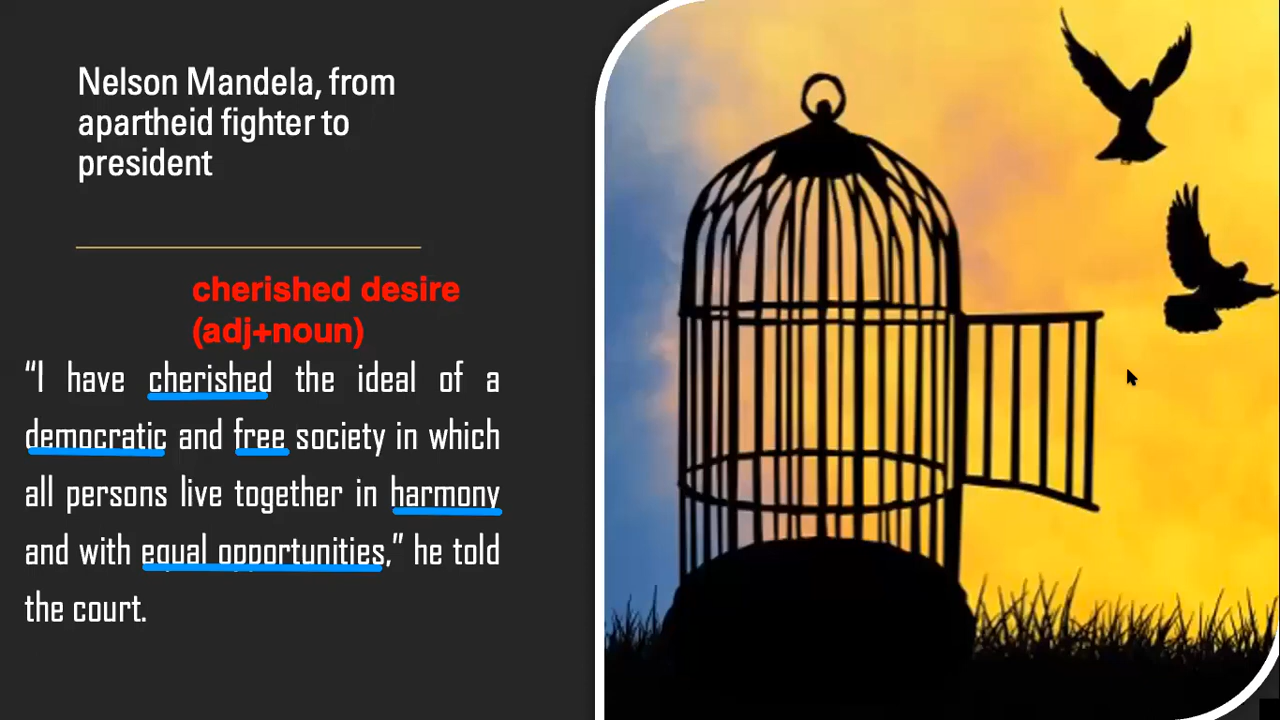 Nelson Mandela, from
apartheid fighter to
president
cherished desire
(adj+noun)
“I have cherished the ideal of a
democratic and free society in which
all persons live together in harmony
and with equal opportunities,” he told
the court.